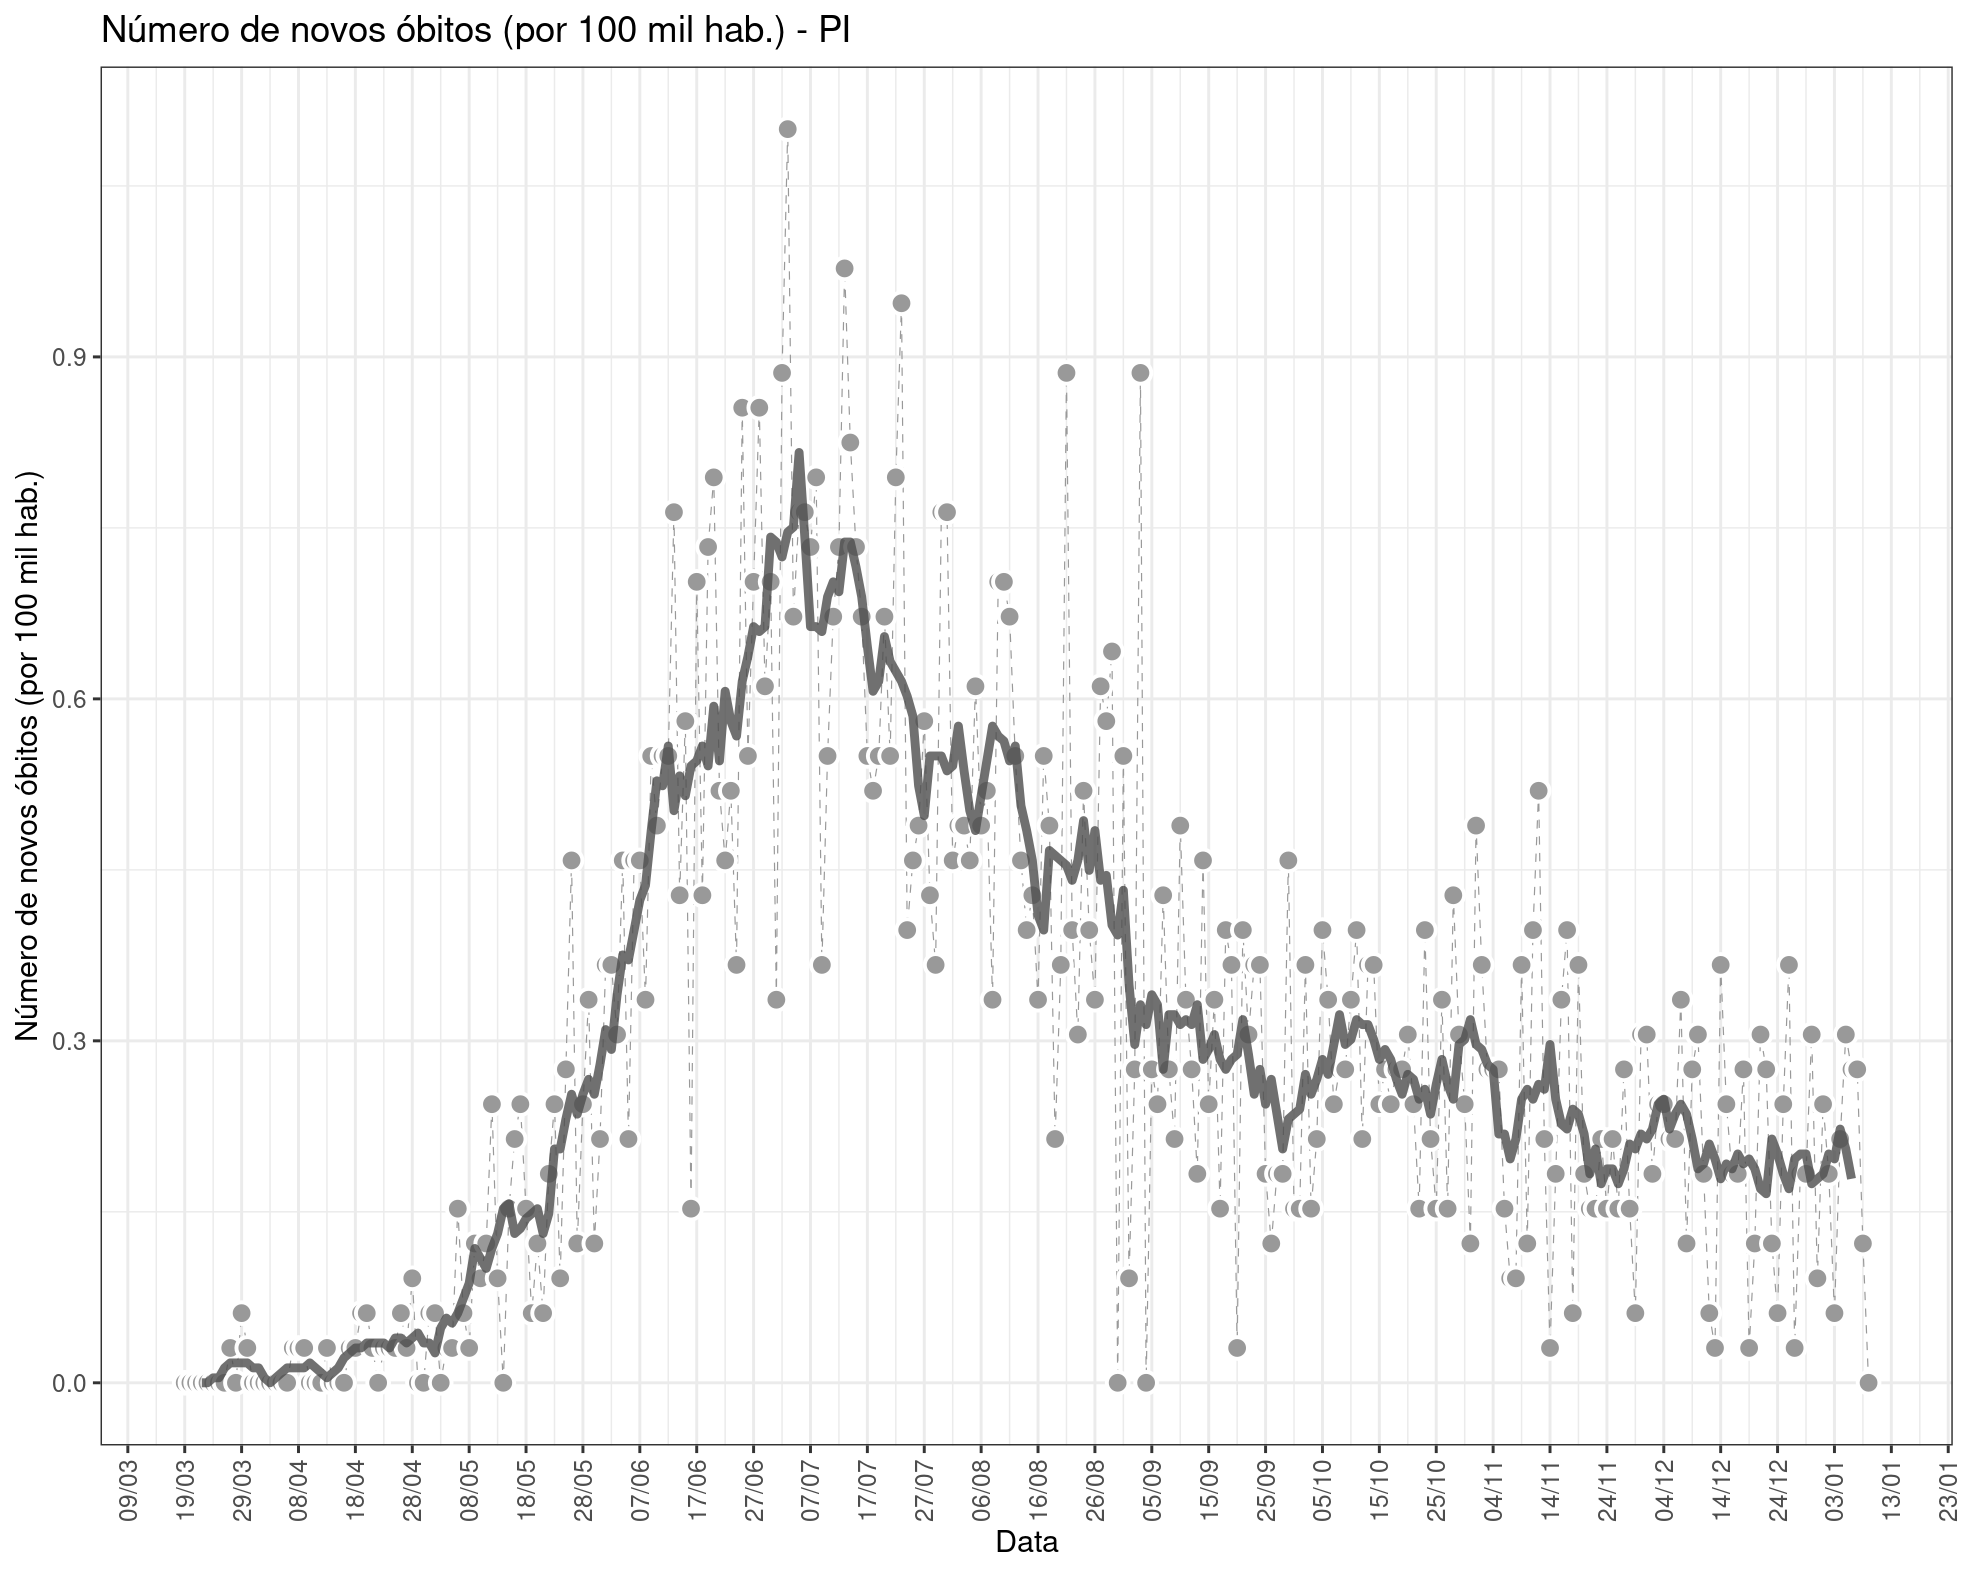 Número de novos óbitos (por 100 mil hab.) - PI
Número de novos óbitos (por 100 mil hab.)
0.9
0.6
0.3
0.0
09/03 19/03 29/03 08/04 18/04 28/04 08/05 18/05 28/05 07/06 17/06 27/06 07/07 17/07 27/07 06/08 16/08 26/08 05/09 15/09 25/09 05/10 15/10 25/10 04/11 14/11 24/11 04/12 14/12 24/12 03/01 13/01 23/01
Data